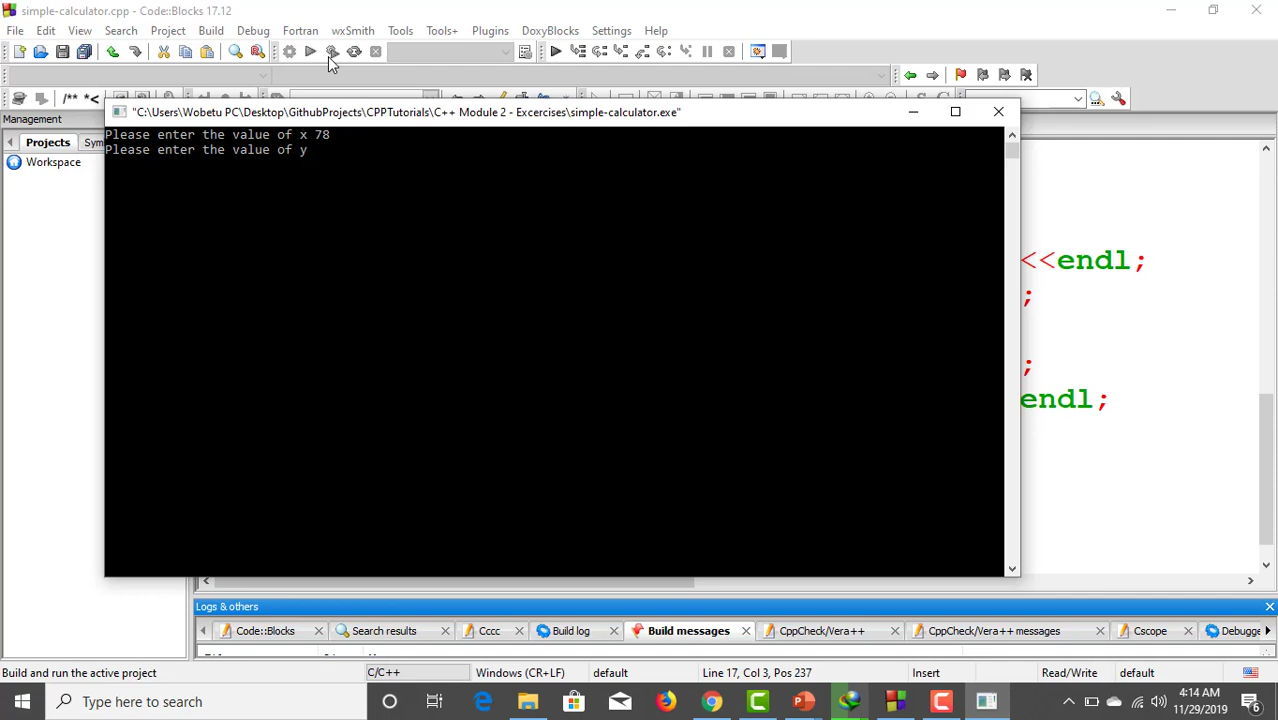 simple-calculator.cpp - Code::Blocks 17.12
File Edit View Search Project Build Debug Fortran wxSmith Tools Tools+ Plugins DoxyBlocks Settings Help
/** *<
Management
"C:\Users\Wobetu PC\Desktop\GithubProjects\CPPTutorials\C++ Module 2 - Excercises\simple-calculator.exe"
Projects Sym
Workspace
Please enter the value of x 78
Please enter the value of y
<<endl;
;
;
endl;
Logs & others
Code::Blocks Search results Cccc Build log Build messages CppCheck/Vera++ CppCheck/Vera++ messages Cscope Debugge
Build and run the active project C/C++ Windows (CR+LF) default Line 17, Col 3, Pos 237 Insert Read/Write default
Type here to search
4:14 AM
11/29/2019
6